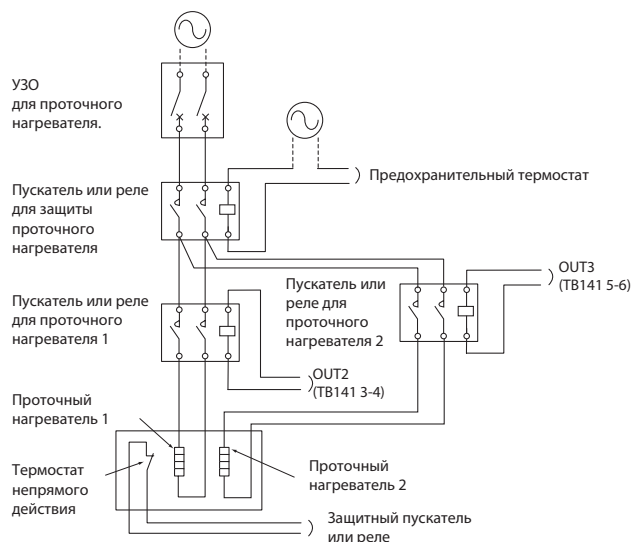 УЗО
для проточного
нагревателя.
Предохранительный термостат
Пускатель или реле
для защиты
проточного
нагревателя
Пускатель или реле
для проточного
нагревателя 1
Пускатель или
реле для
проточного
нагревателя 2
OUT3
(TB141 5-6)
OUT2
(TB141 3-4)
Проточный
нагреватель 1
Термостат
непрямого
действия
Проточный
нагреватель 2
Защитный пускатель
или реле